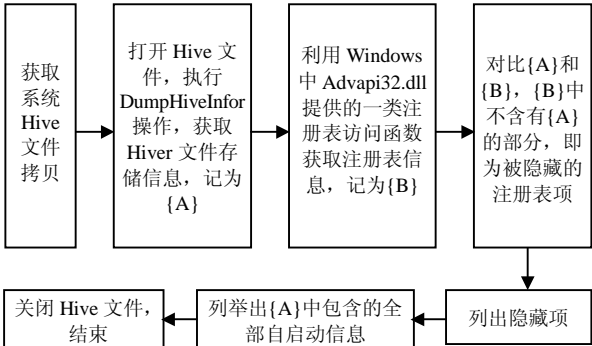 获取
系统
Hive
文件
拷贝
打开 Hive 文
件，执行
DumpHiveInfor
操作，获取
Hiver 文件存
储信息，记为
{A}
利用 Windows
中 Advapi32.dll
提供的一类注
册表访问函数
获取注册表信
息，记为{B}
对比{A}和
{B}，{B}中
不含有{A}
的部分，即
为被隐藏的
注册表项
列出隐藏项
列举出{A}中包含的全
部自启动信息
关闭 Hive 文件，
结束